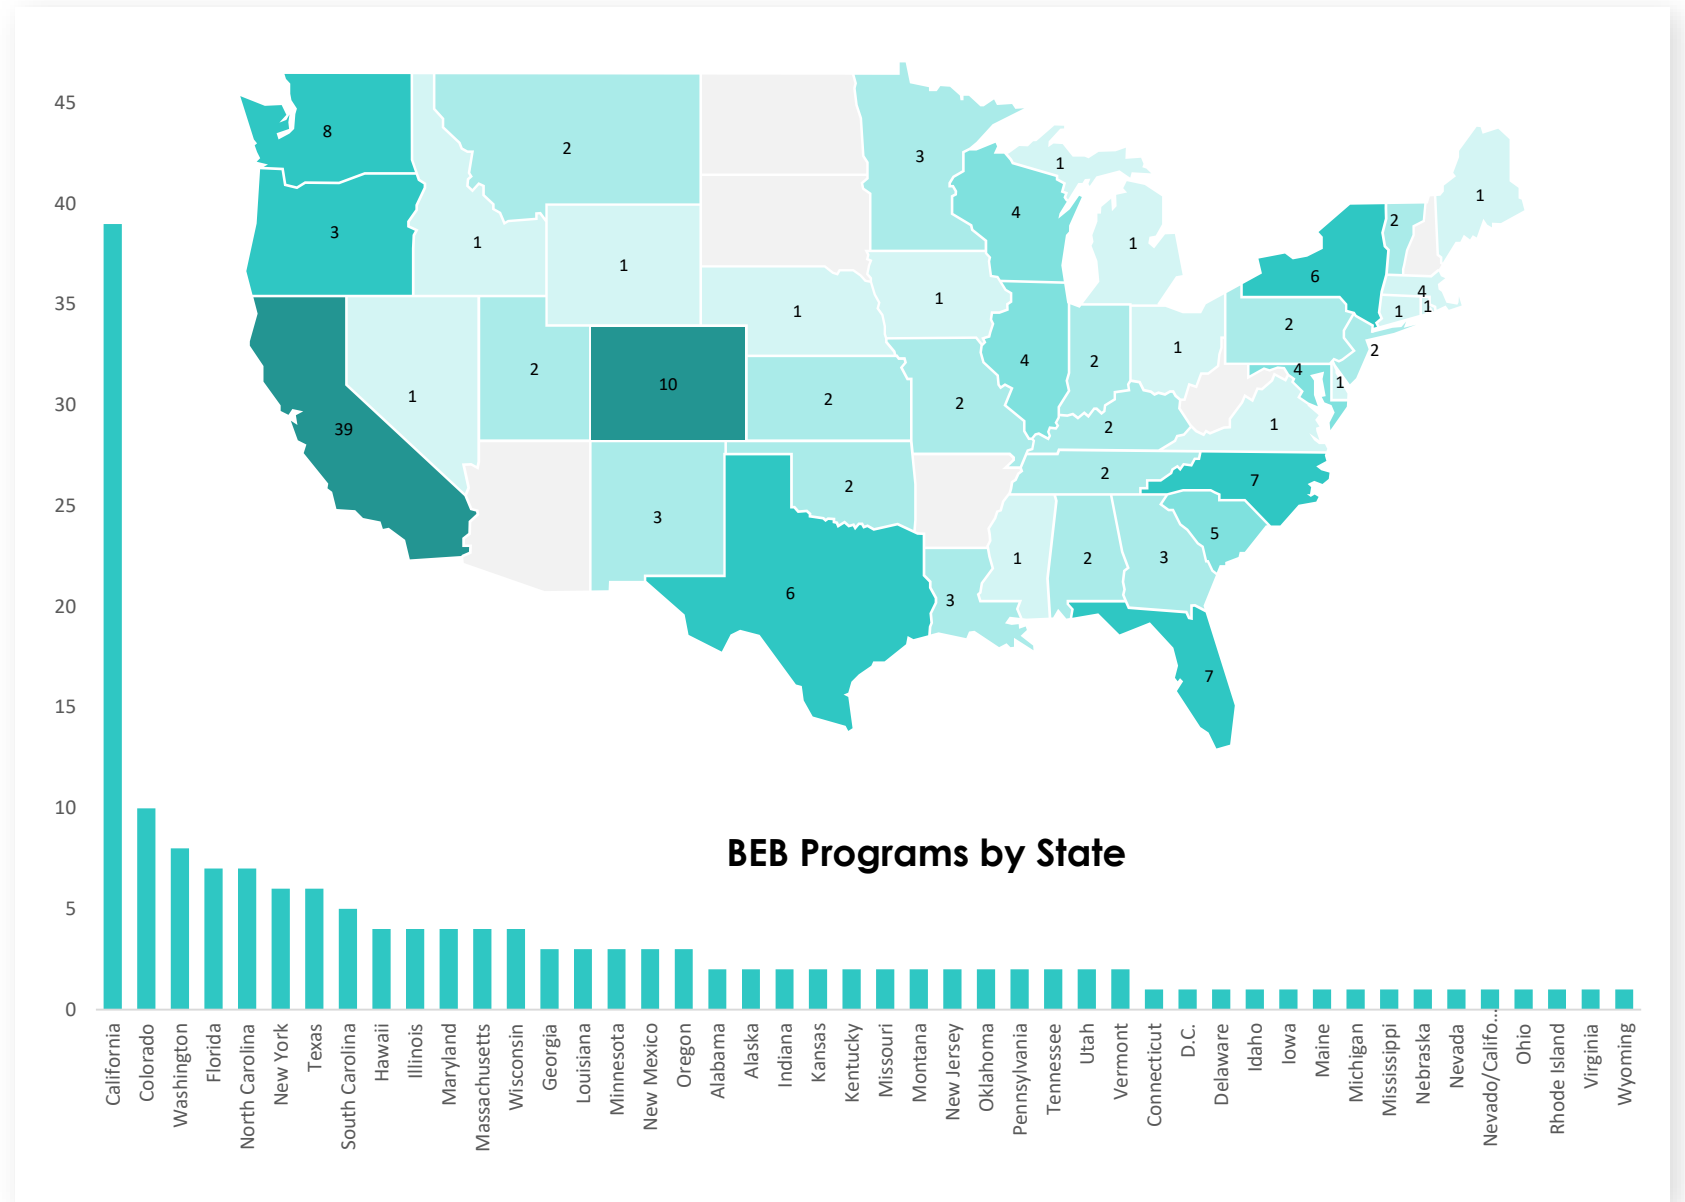 45
40
35
30
25
20
15
10
5
0
8
3
39
1
2
1
1
2
10
3
1
2
2
6
3
1
2
3
4
4
1
1
2
1
2
2
1
2
3
5
7
7
1
4
2
6
2
1
4
1
1
2
1
BEB Programs by State
California
Colorado
Washington
Florida
North Carolina
New York
Texas
South Carolina
Hawaii
Illinois
Maryland
Massachusetts
Wisconsin
Georgia
Louisiana
Minnesota
New Mexico
Oregon
Alabama
Alaska
Indiana
Kansas
Kentucky
Missouri
Montana
New Jersey
Oklahoma
Pennsylvania
Tennessee
Utah
Vermont
Connecticut
D.C.
Delaware
Idaho
Iowa
Maine
Michigan
Mississippi
Nebraska
Nevada
Nevado/Califo...
Ohio
Rhode Island
Virginia
Wyoming